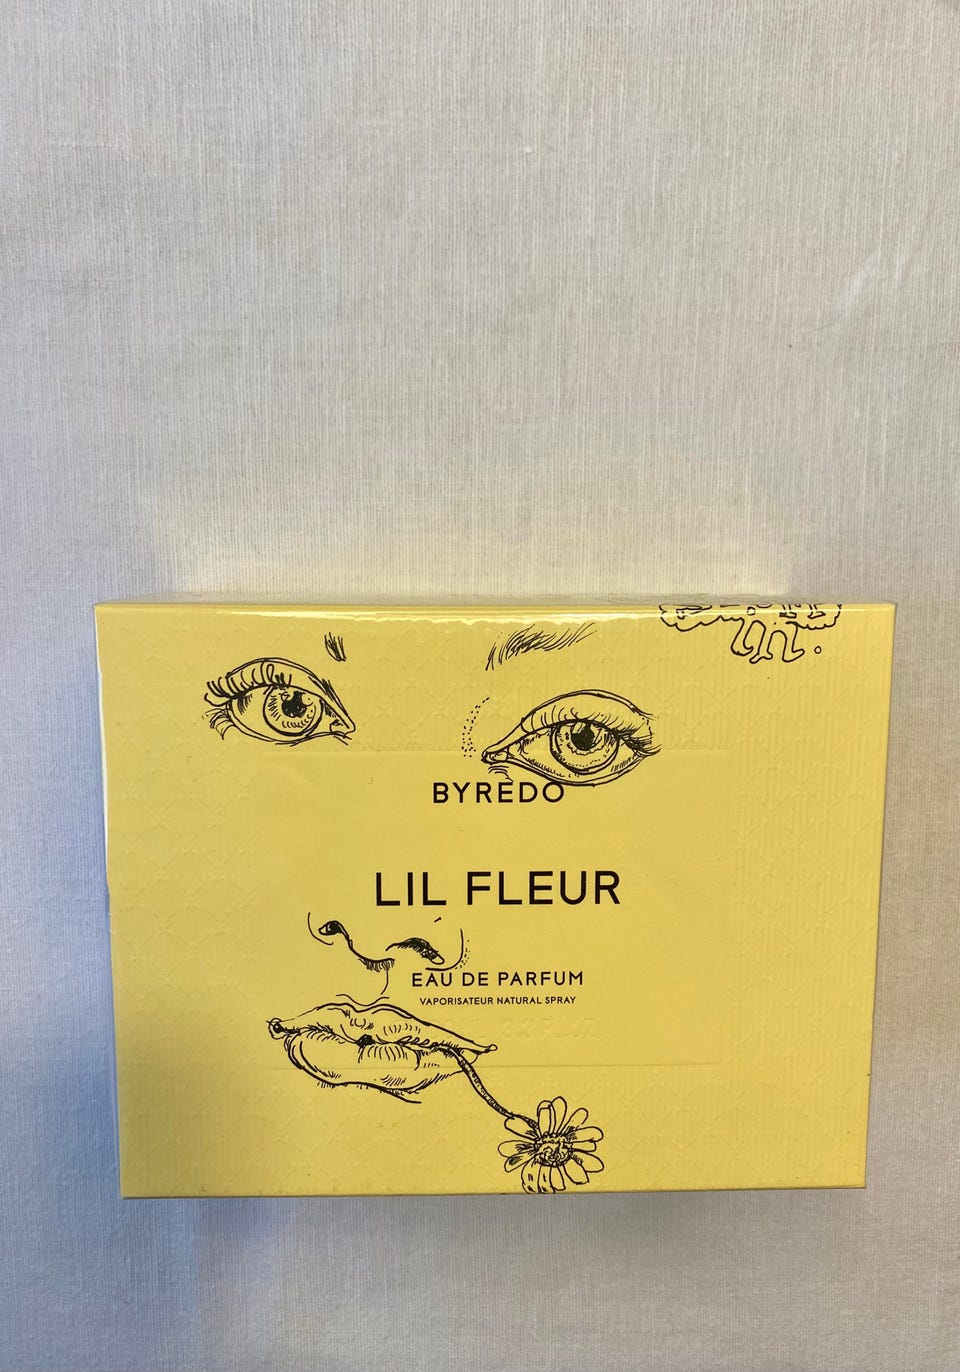 BYREDO
LIL FLEUR
EAU DE PARFUM
VAPORISATEUR NATURAL SPRAY